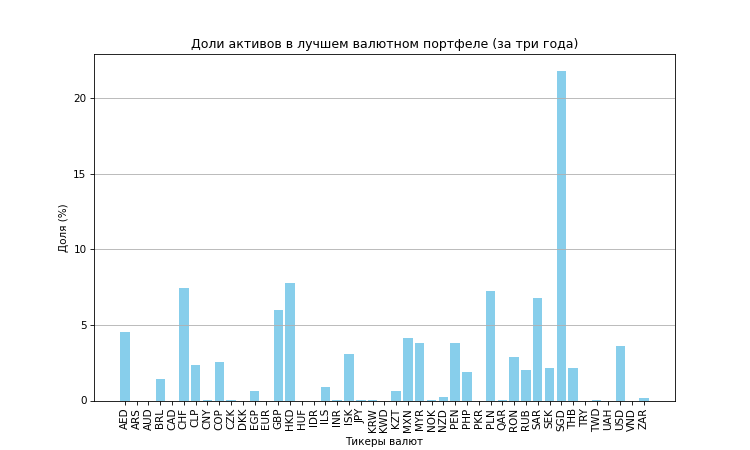 Доли активов в лучшем валютном портфеле (за три года)
Доля (%)
20
15
10
5
0
AED ARS AUD BRL CAD CHF CLP CNY COP CZK DKK EGP EUR GBP HKD HUF IDR ILS INR ISK JPY KRW KWD KZT MXN MYR NOK NZD PEN PHP PKR PLN QAR RON RUB SAR SEK SGD THB TRY TWD UAH USD VND ZAR
Тикеры валют